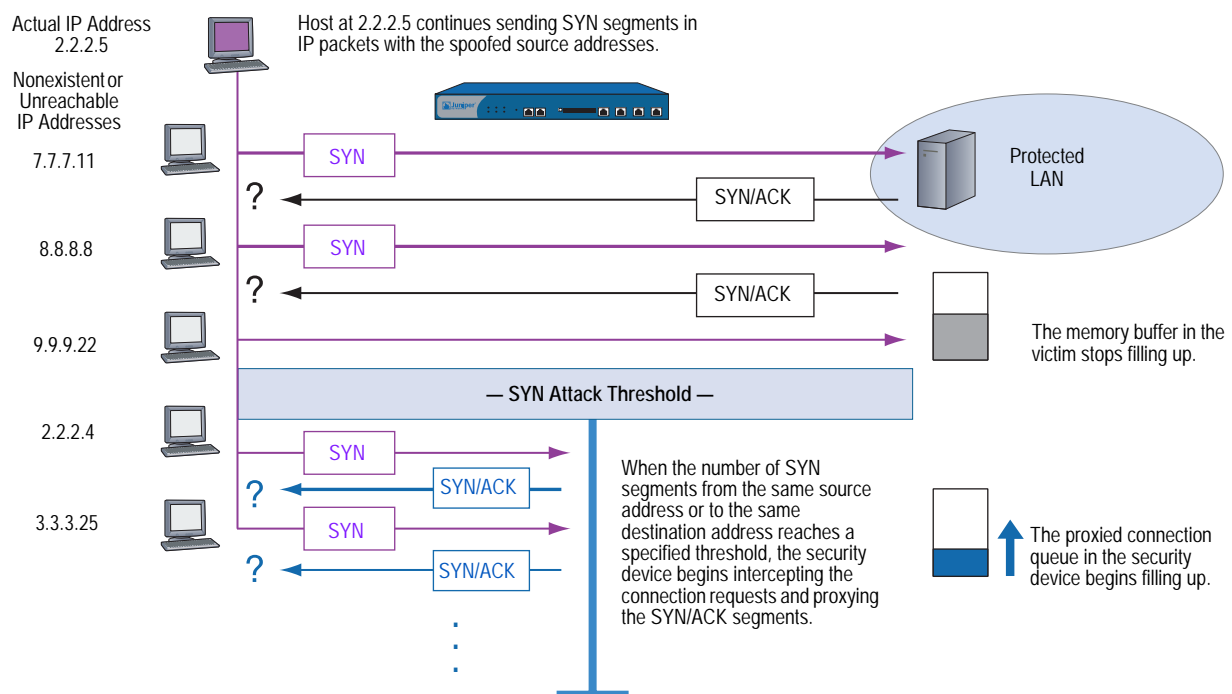 Actual IP Address
2.2.2.5
Host at 2.2.2.5 continues sending SYN segments in
IP packets with the spoofed source addresses.
Nonexistent or
Unreachable
IP Addresses
Juniper
7.7.7.11
SYN
Protected
LAN
?
SYN/ACK
8.8.8.8
SYN
?
SYN/ACK
9.9.9.22
The memory buffer in the
victim stops filling up.
— SYN Attack Threshold —
2.2.2.4
SYN
?
SYN/ACK
When the number of SYN
segments from the same source
address or to the same
destination address reaches a
specified threshold, the security
device begins intercepting the
connection requests and proxying
the SYN/ACK segments.
3.3.3.25
SYN
?
SYN/ACK
The proxied connection
queue in the security
device begins filling up.
.
.
.